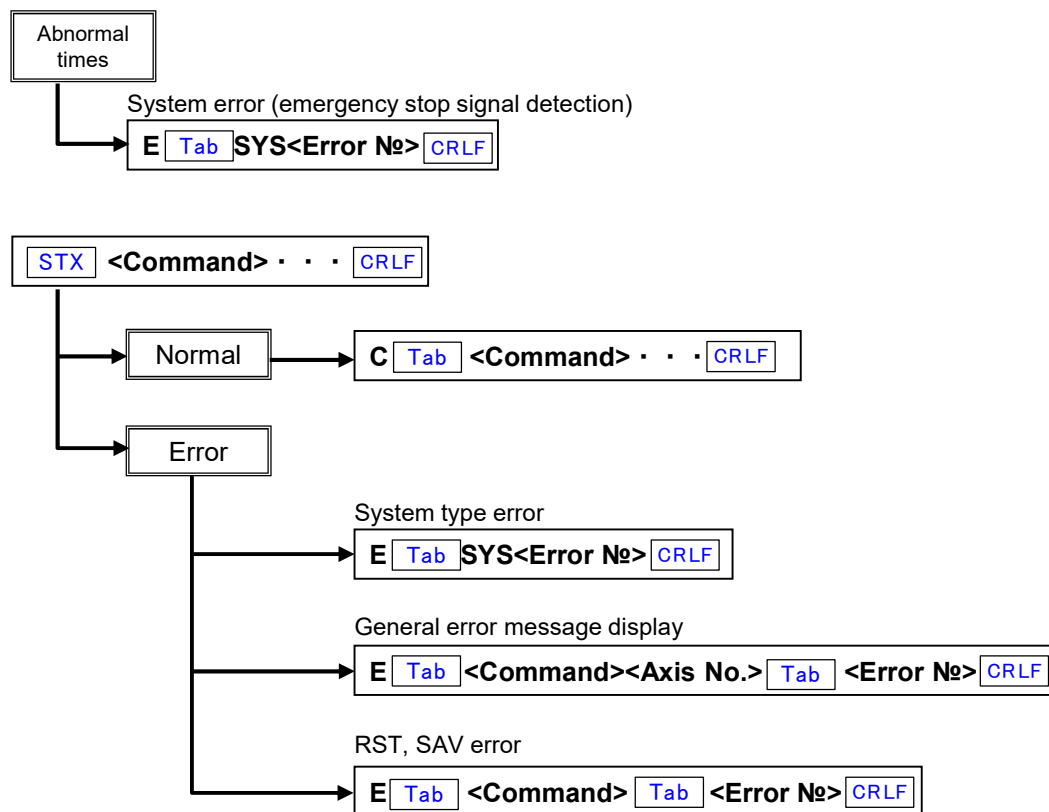 Abnormal
times
System error (emergency stop signal detection)
E Tab SYS<Error №> CRLF
STX <Command>・・・ CRLF
Normal
C Tab <Command>・・・ CRLF
Error
System type error
E Tab SYS<Error №> CRLF
General error message display
E Tab <Command><Axis No.> Tab <Error №> CRLF
RST, SAV error
E Tab <Command> Tab <Error №> CRLF